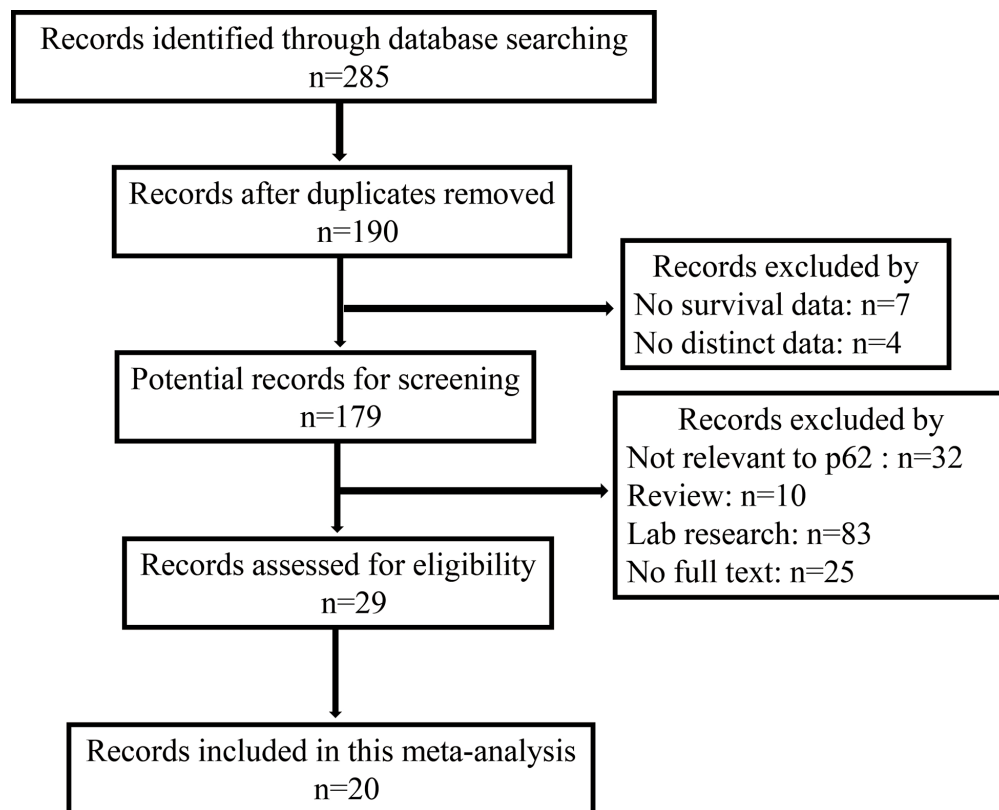 Records identified through database searching
n=285
Records after duplicates removed
n=190
Records excluded by
No survival data: n=7
No distinct data: n=4
Potential records for screening
n=179
Records excluded by
Not relevant to p62 : n=32
Review: n=10
Lab research: n=83
No full text: n=25
Records assessed for eligibility
n=29
Records included in this meta-analysis
n=20